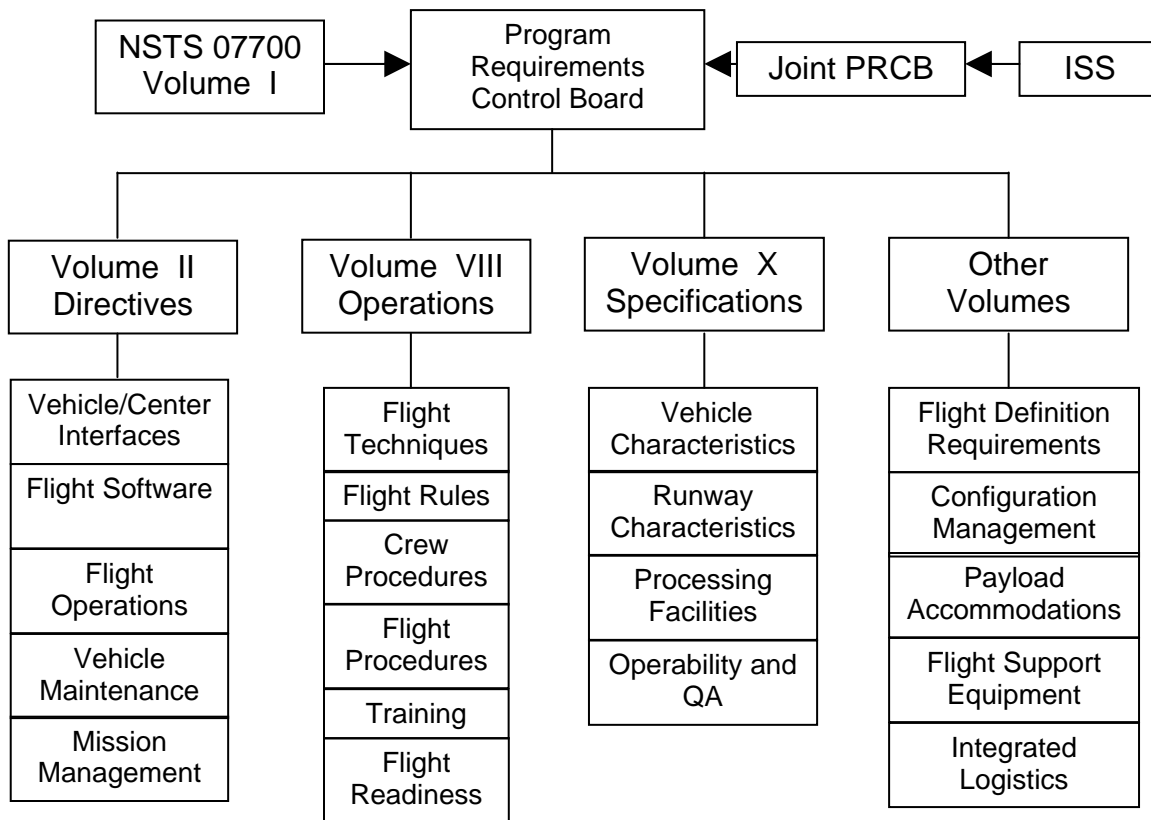 NSTS 07700
Volume I
Program
Requirements
Control Board
Joint PRCB
ISS
Volume II
Directives
Volume VIII
Operations
Volume X
Specifications
Other
Volumes
Vehicle/Center
Interfaces
Flight Software
Flight
Operations
Vehicle
Maintenance
Mission
Management
Flight
Techniques
Flight Rules
Crew
Procedures
Flight
Procedures
Training
Flight
Readiness
Vehicle
Characteristics
Runway
Characteristics
Processing
Facilities
Operability and
QA
Flight Definition
Requirements
Configuration
Management
Payload
Accommodations
Flight Support
Equipment
Integrated
Logistics